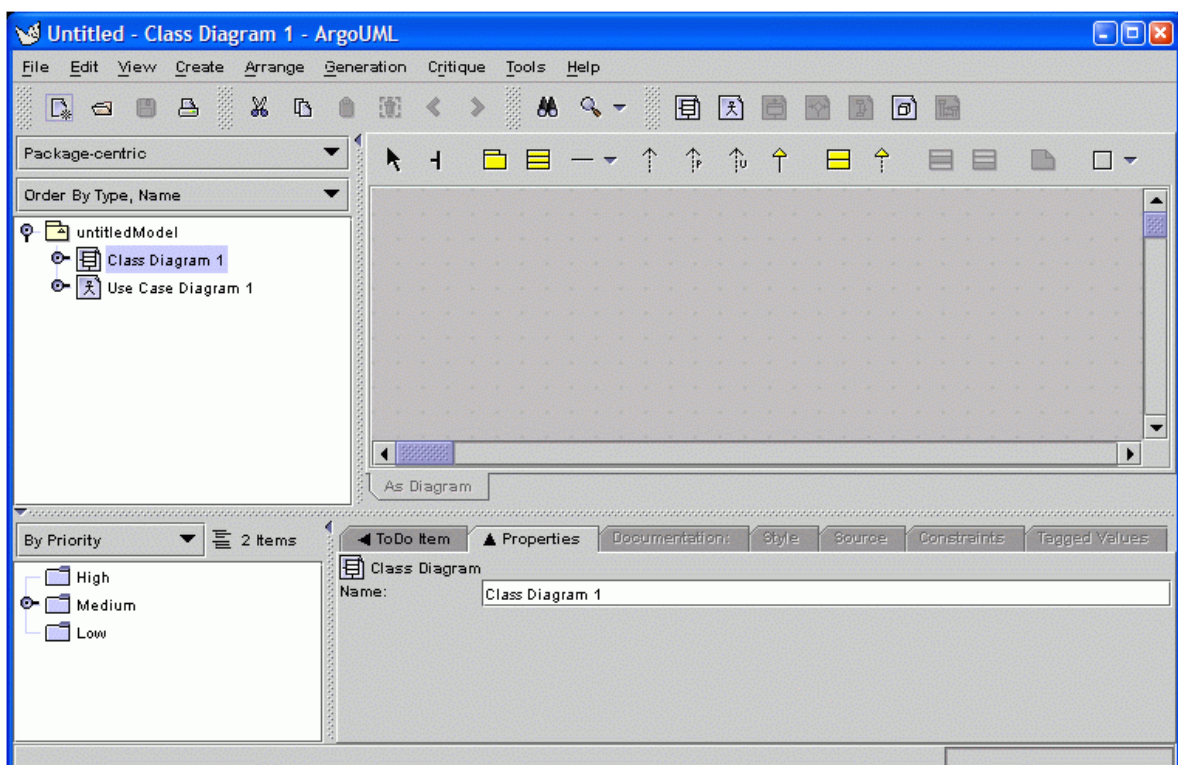 Untitled - Class Diagram 1 - ArgoUML
File Edit View Create Arrange Generation Critique Tools Help
Package-centric
Order By Type, Name
untitledModel
Class Diagram 1
Use Case Diagram 1
As Diagram
By Priority 2 Items
High
Medium
Low
ToDo Item Properties Documentation: Style Source Constraints Tagged Values
Class Diagram
Name: Class Diagram 1